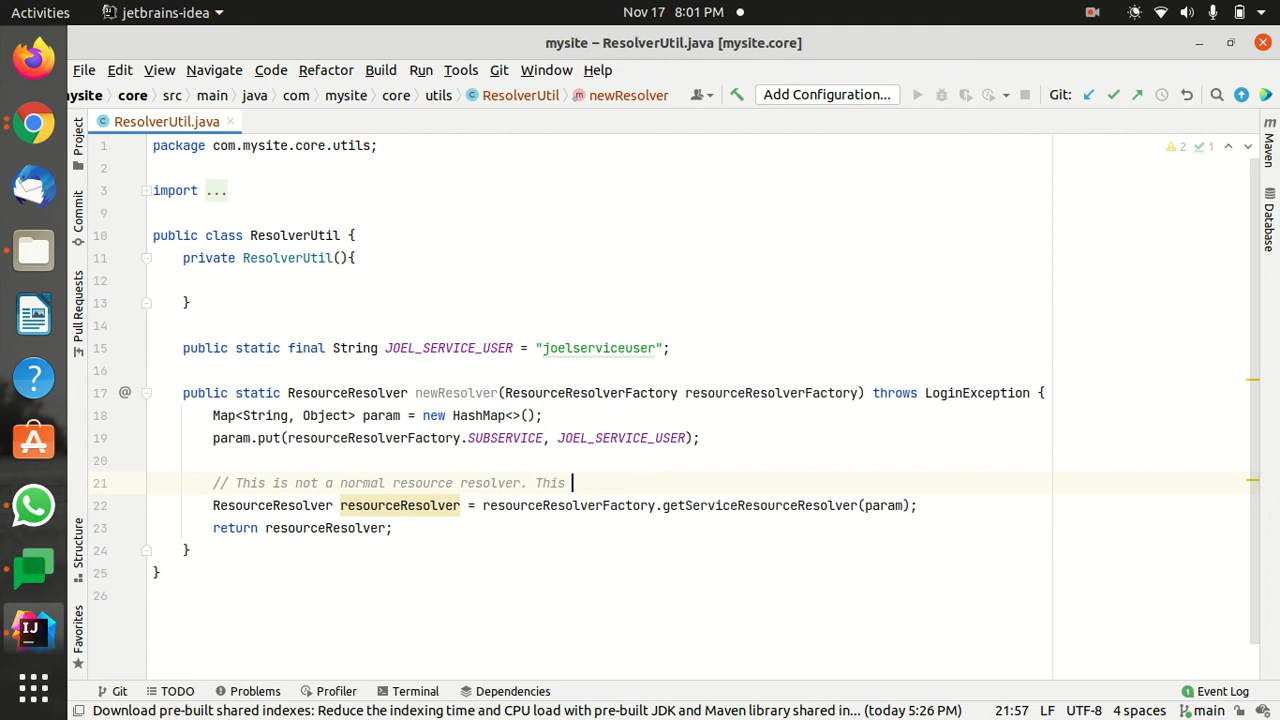 Activities jetbrains-idea Nov 17 8:01 PM
mysite – ResolverUtil.java [mysite.core]
File Edit View Navigate Code Refactor Build Run Tools Git Window Help
mysite core src main java com mysite core utils ResolverUtil newResolver Add Configuration... Git:
ResolverUtil.java
Project
Commit
Pull Requests
Structure
Favorites
Maven
Database
2 1
1 package com.mysite.core.utils;
2
3 import ...
9
10 public class ResolverUtil {
11 private ResolverUtil(){
12
13 }
14
15 public static final String JOEL_SERVICE_USER = "joelserviceuser";
16
17 @ public static ResourceResolver newResolver(ResourceResolverFactory resourceResolverFactory) throws LoginException {
18 Map<String, Object> param = new HashMap<>();
19 param.put(resourceResolverFactory.SUBSERVICE, JOEL_SERVICE_USER);
20
21 // This is not a normal resource resolver. This
22 ResourceResolver resourceResolver = resourceResolverFactory.getServiceResourceResolver(param);
23 return resourceResolver;
24 }
25 }
26
Git TODO Problems Profiler Terminal Dependencies 1 Event Log
Download pre-built shared indexes: Reduce the indexing time and CPU load with pre-built JDK and Maven library shared in... (today 5:26 PM) 21:57 LF UTF-8 4 spaces main